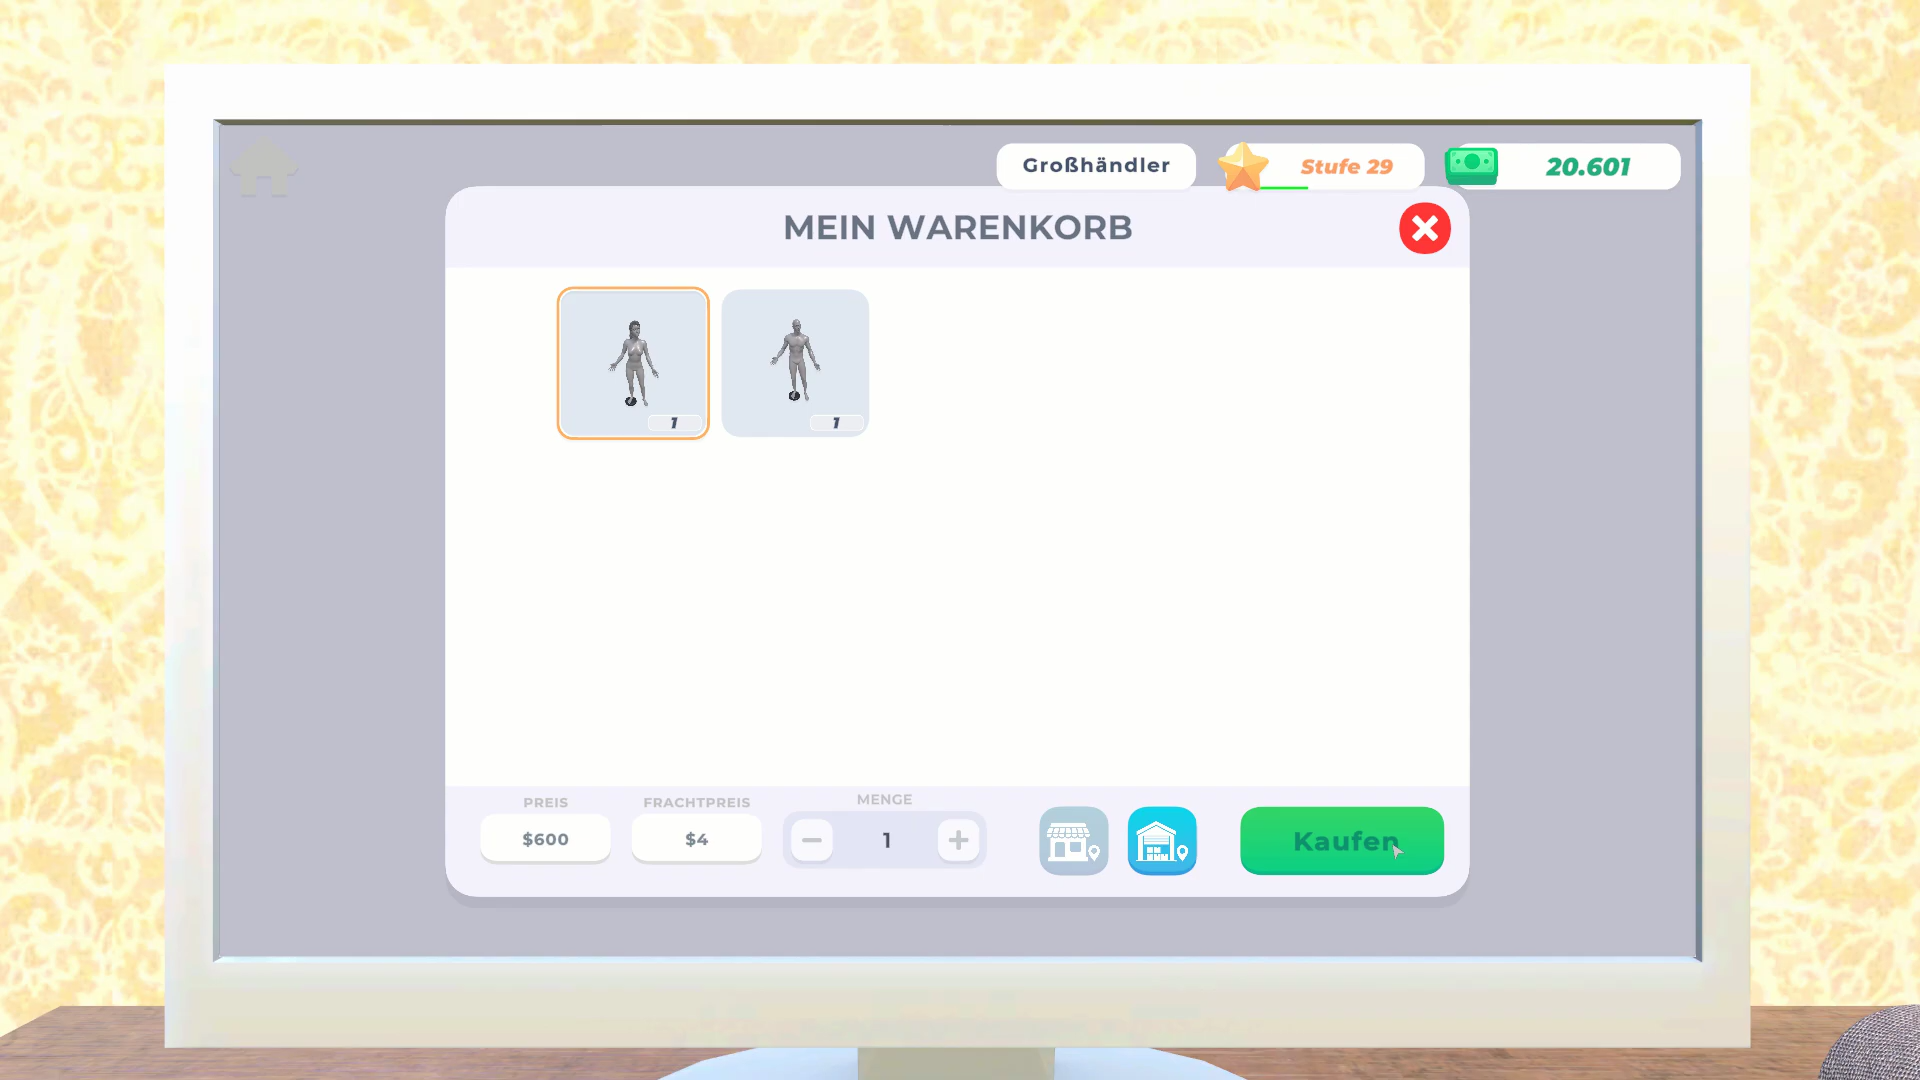 Großhändler
Stufe 29
20.601
MEIN WARENKORB
1
1
PREIS
FRACHTPREIS
MENGE
$600
$4
1
Kaufen